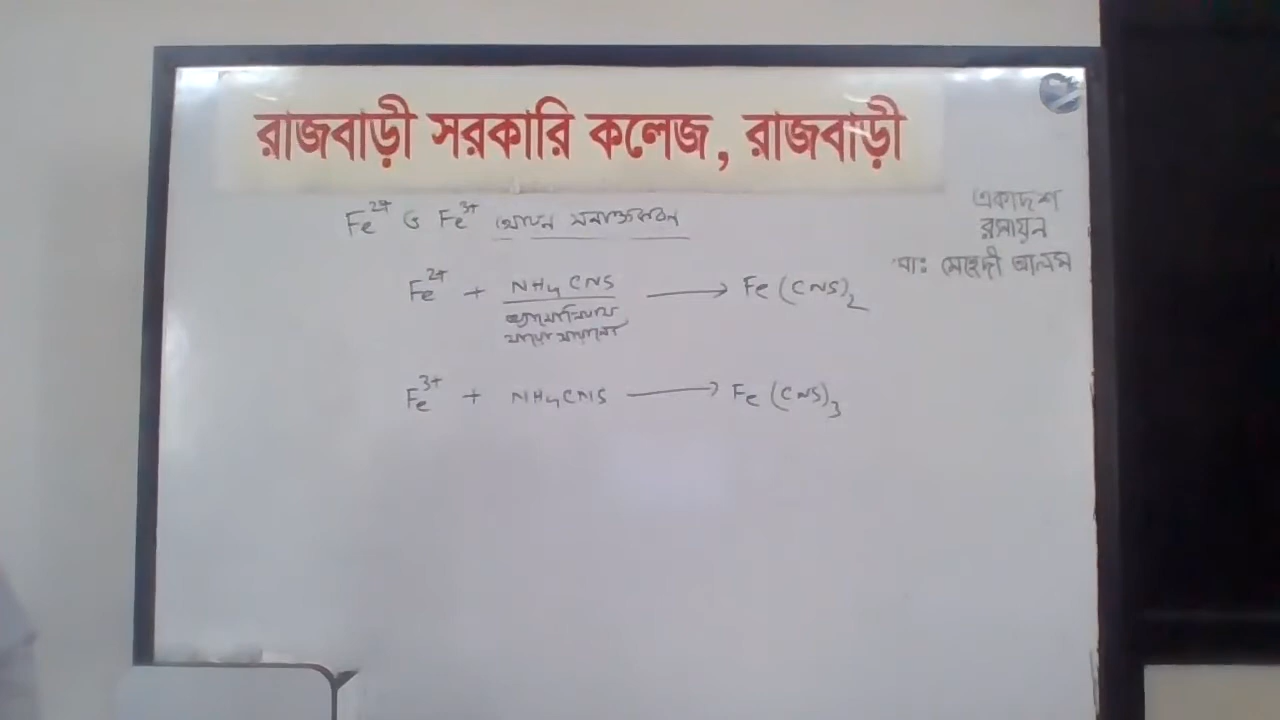 রাজবাড়ী সরকারি কলেজ, রাজবাড়ী
Fe²⁺ ও Fe³⁺ আয়ন সনাক্তকরণ
একাদশ
রসায়ন
মোঃ মেহেদী আলম
Fe²⁺ + NH₄CNS ⟶ Fe(CNS)₂
অ্যামোনিয়াম
Fe³⁺ + NH₄CNS ⟶ Fe(CNS)₃